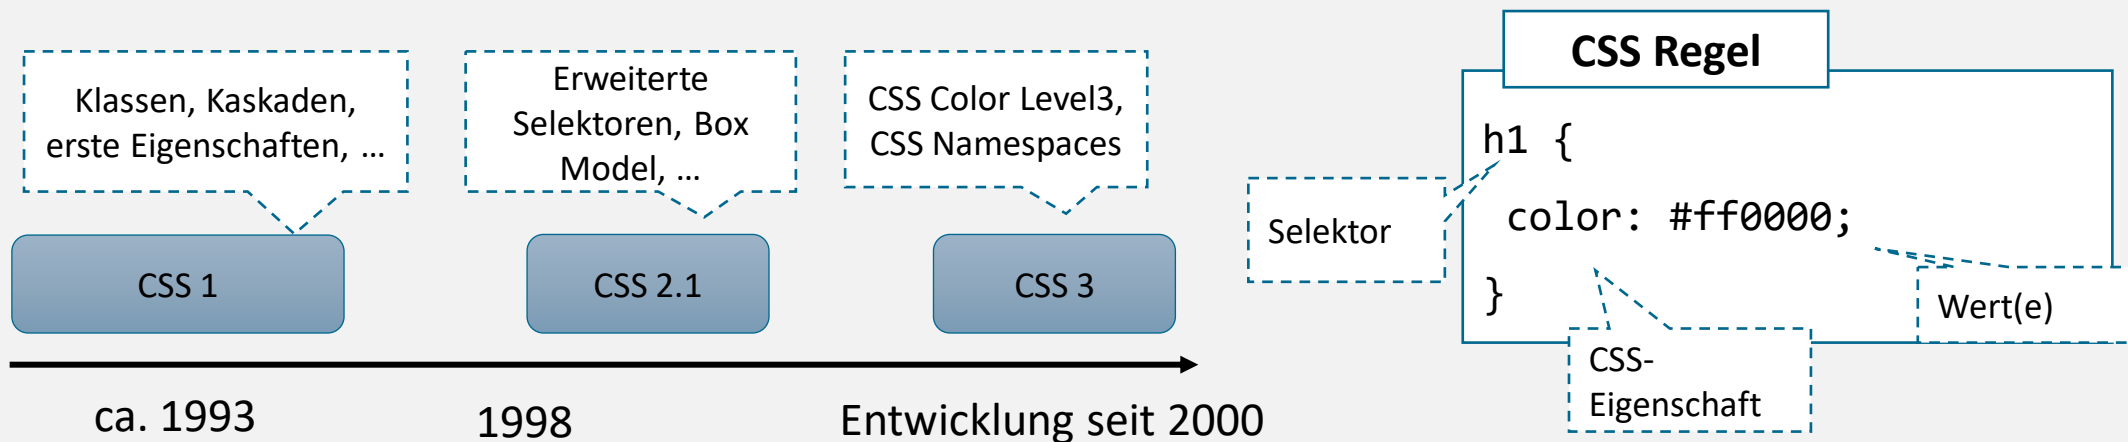 Klassen, Kaskaden,
erste Eigenschaften, …
Erweiterte
Selektoren, Box
Model, …
CSS Color Level3,
CSS Namespaces
CSS 1
CSS 2.1
CSS 3
ca. 1993
1998
Entwicklung seit 2000
CSS Regel
h1 {
color: #ff0000;
}
Selektor
CSS-
Eigenschaft
Wert(e)